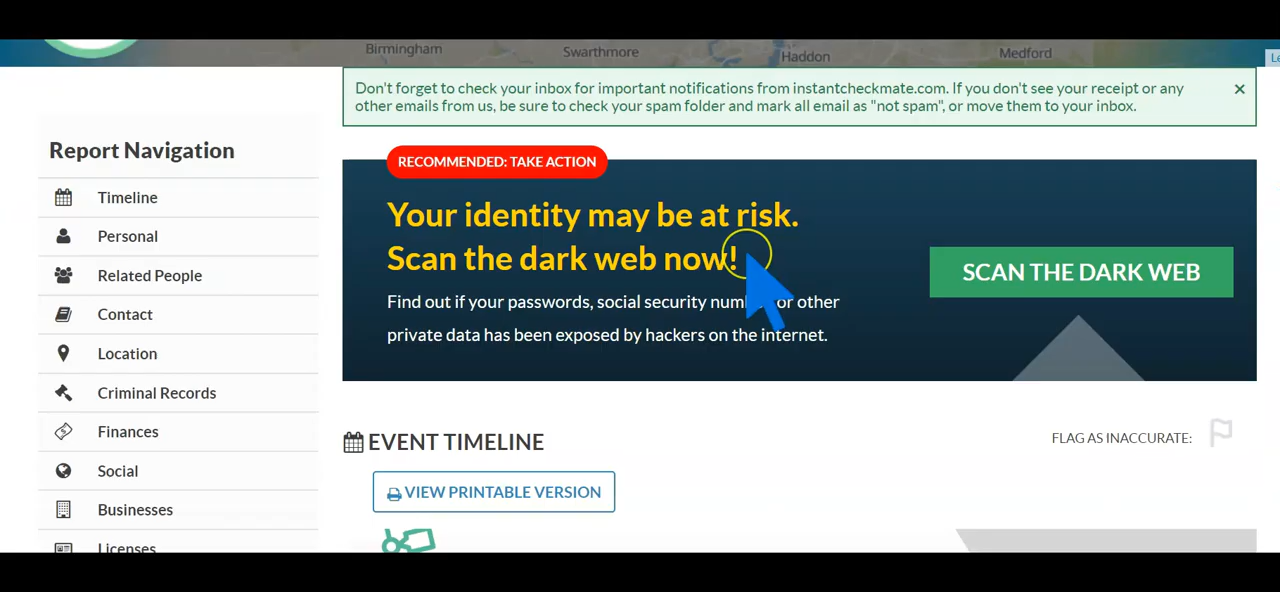 Birmingham
Swarthmore
Haddon
Medford
Le
Don't forget to check your inbox for important notifications from instantcheckmate.com. If you don't see your receipt or any
other emails from us, be sure to check your spam folder and mark all email as "not spam", or move them to your inbox.
Report Navigation
Timeline
Personal
Related People
Contact
Location
Criminal Records
Finances
Social
Businesses
Licenses
RECOMMENDED: TAKE ACTION
Your identity may be at risk.
Scan the dark web now!
Find out if your passwords, social security num or other
private data has been exposed by hackers on the internet.
SCAN THE DARK WEB
EVENT TIMELINE
FLAG AS INACCURATE:
VIEW PRINTABLE VERSION